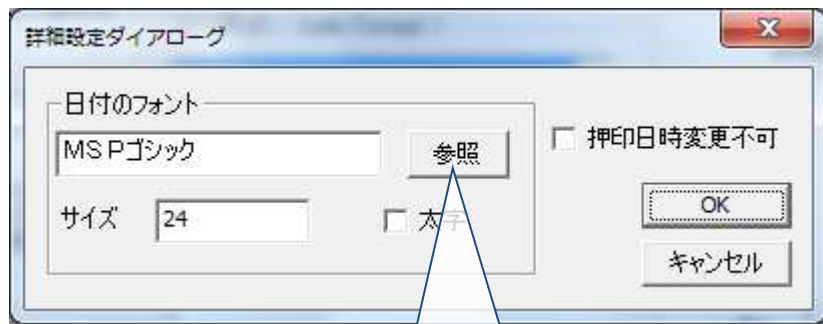 詳細設定ダイアローグ
日付のフォント
MS Pゴシック
参照
押印日時変更不可
サイズ
24
太字
OK
キャンセル